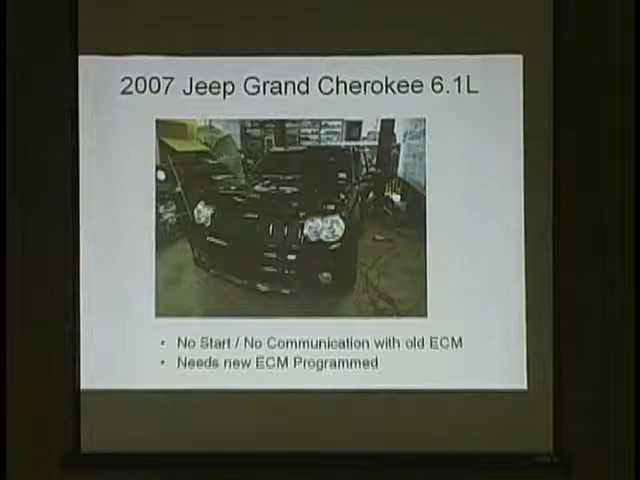 2007 Jeep Grand Cherokee 6.1L
• No Start / No Communication with old ECM
• Needs new ECM Programmed